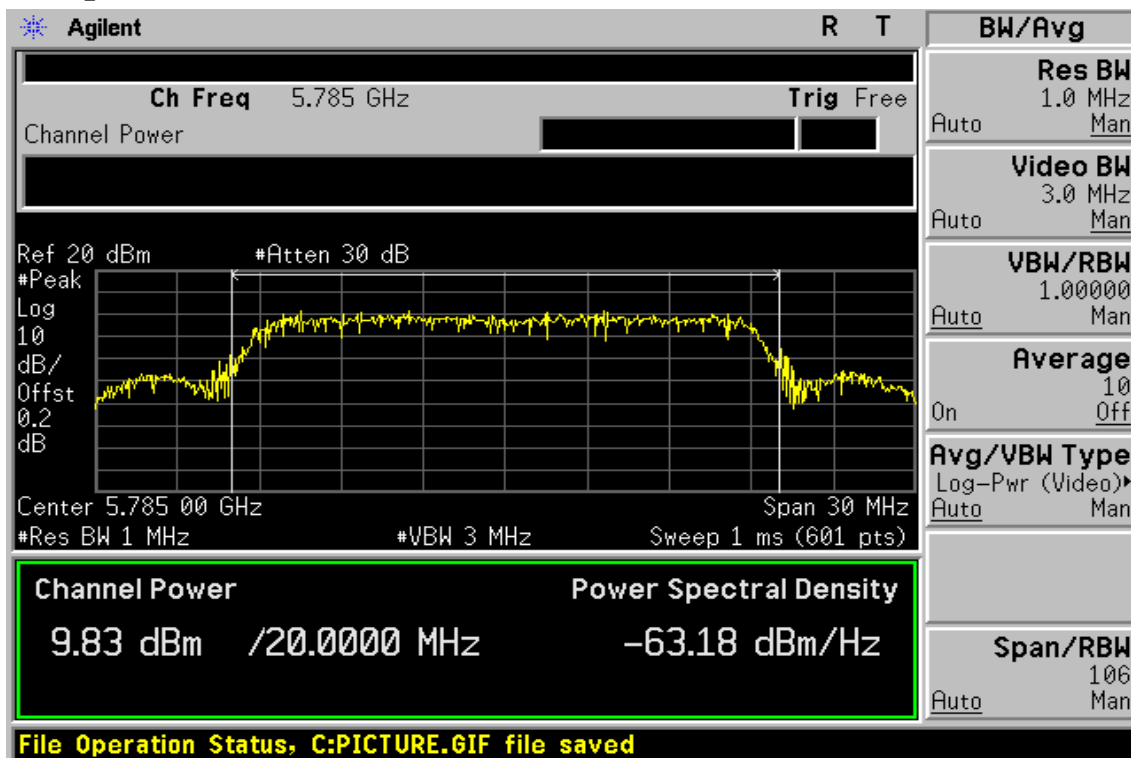 Agilent R T
BW/Avg
Ch Freq 5.785 GHz Trig Free
Channel Power
Ref 20 dBm #Atten 30 dB
#Peak
Log
10
dB/
Offst
0.2
dB
Center 5.785 00 GHz Span 30 MHz
#Res BW 1 MHz #VBW 3 MHz Sweep 1 ms (601 pts)
Channel Power Power Spectral Density
9.83 dBm /20.0000 MHz -63.18 dBm/Hz
Res BW
1.0 MHz
Auto Man
Video BW
3.0 MHz
Auto Man
VBW/RBW
1.00000
Auto Man
Average
10
On Off
Avg/VBW Type
Log-Pwr (Video)▸
Auto Man
Span/RBW
106
Auto Man
File Operation Status, C:PICTURE.GIF file saved